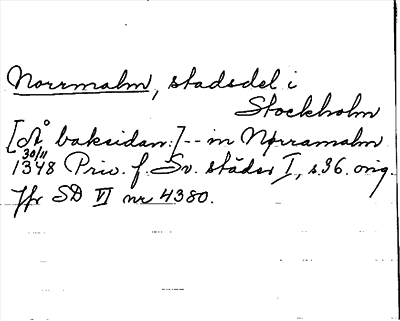 Norrmalm, stadsdel i
Stockholm
[På baksidan:] -- in Norramalm
30/11
1348 Priv. f. Sv. städer I, s. 36. orig.
Jfr SD VI nr 4380.